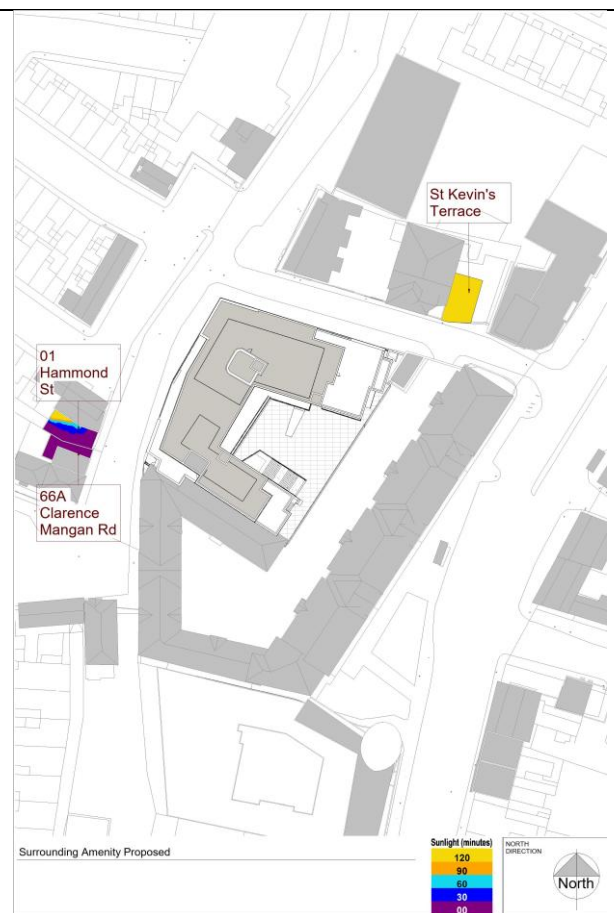 St Kevin's
Terrace
01
Hammond
St
66A
Clarence
Mangan Rd
Surrounding Amenity Proposed
Sunlight (minutes)
120
90
60
30
00
NORTH
DIRECTION
North